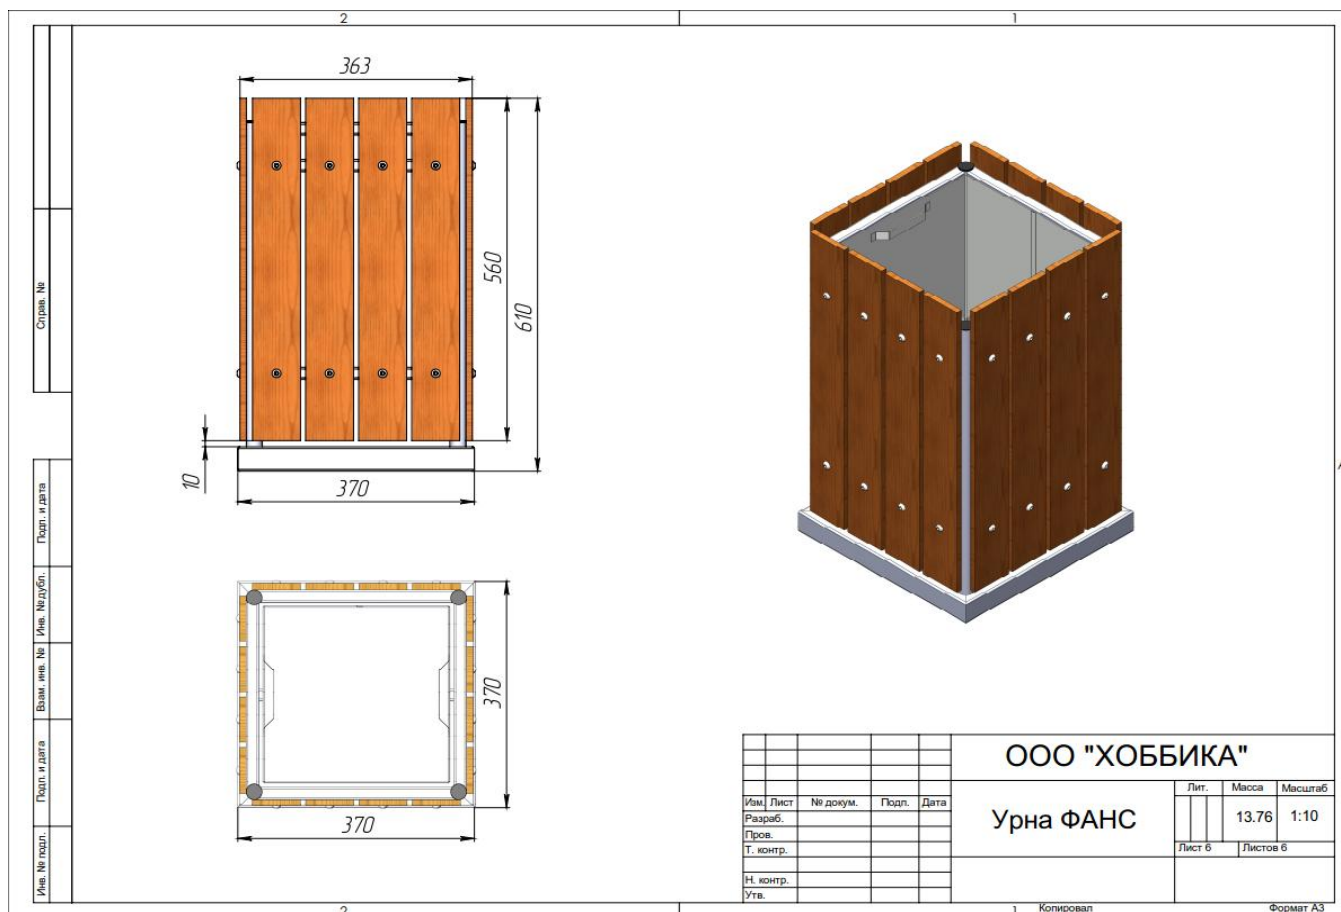 2
1
363
560
610
10
370
370
370
Справ. №
Подп. и дата
Инв. № дубл.
Взам. инв. №
Подп. и дата
Инв. № подл.
ООО "ХОББИКА"
Лит. Масса Масштаб
Изм. Лист № докум. Подп. Дата
Урна ФАНС
13.76 1:10
Разраб.
Пров.
Т. контр.
Лист 6 Листов 6
Н. контр.
Утв.
2
1
Копировал Формат А3